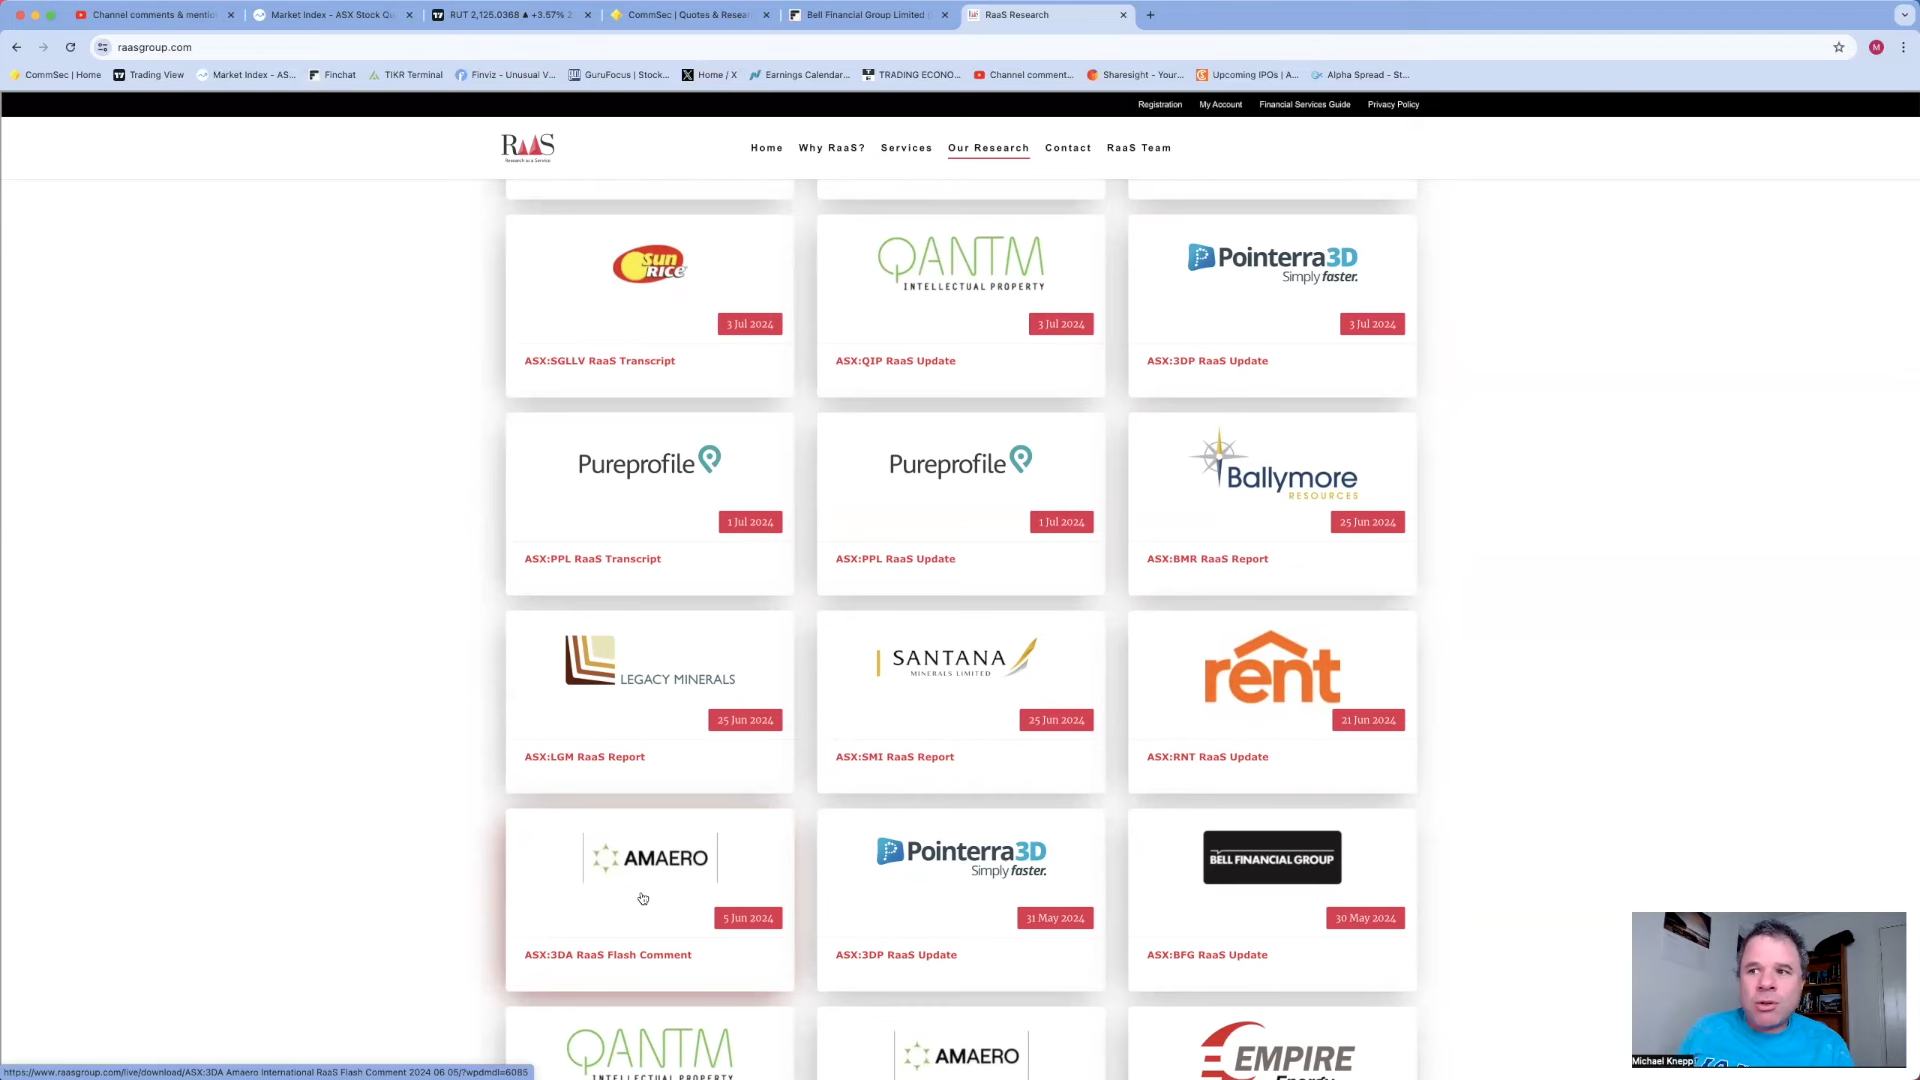 Channel comments & mentio
Market Index - ASX Stock Qu
RUT 2,125.0368 ▲ +3.57% 2
CommSec | Quotes & Resear
Bell Financial Group Limited (
RaaS Research
raasgroup.com
M
CommSec | Home
Trading View
Market Index - AS...
Finchat
TIKR Terminal
Finviz - Unusual V...
GuruFocus | Stock...
Home / X
Earnings Calendar...
TRADING ECONO...
Channel comment...
Sharesight - Your...
Upcoming IPOs | A...
Alpha Spread - St...
Registration
My Account
Financial Services Guide
Privacy Policy
RaaS
Research as a Service
Home
Why RaaS?
Services
Our Research
Contact
RaaS Team
Sun
RICE
3 Jul 2024
ASX:SGLLV RaaS Transcript
QANTM
INTELLECTUAL PROPERTY
3 Jul 2024
ASX:QIP RaaS Update
Pointerra3D
Simply faster.
3 Jul 2024
ASX:3DP RaaS Update
Pureprofile
1 Jul 2024
ASX:PPL RaaS Transcript
Pureprofile
1 Jul 2024
ASX:PPL RaaS Update
Ballymore
RESOURCES
25 Jun 2024
ASX:BMR RaaS Report
LEGACY MINERALS
25 Jun 2024
ASX:LGM RaaS Report
SANTANA
MINERALS LIMITED
25 Jun 2024
ASX:SMI RaaS Report
rent
21 Jun 2024
ASX:RNT RaaS Update
AMAERO
5 Jun 2024
ASX:3DA RaaS Flash Comment
Pointerra3D
Simply faster.
31 May 2024
ASX:3DP RaaS Update
BELL FINANCIAL GROUP
30 May 2024
ASX:BFG RaaS Update
QANTM
INTELLECTUAL PROPERTY
AMAERO
EMPIRE
Energy
Michael Knepp
https://www.raasgroup.com/live/download/ASX:3DA Amaero International RaaS Flash Comment 2024 06 05/?wpdmdl=6085